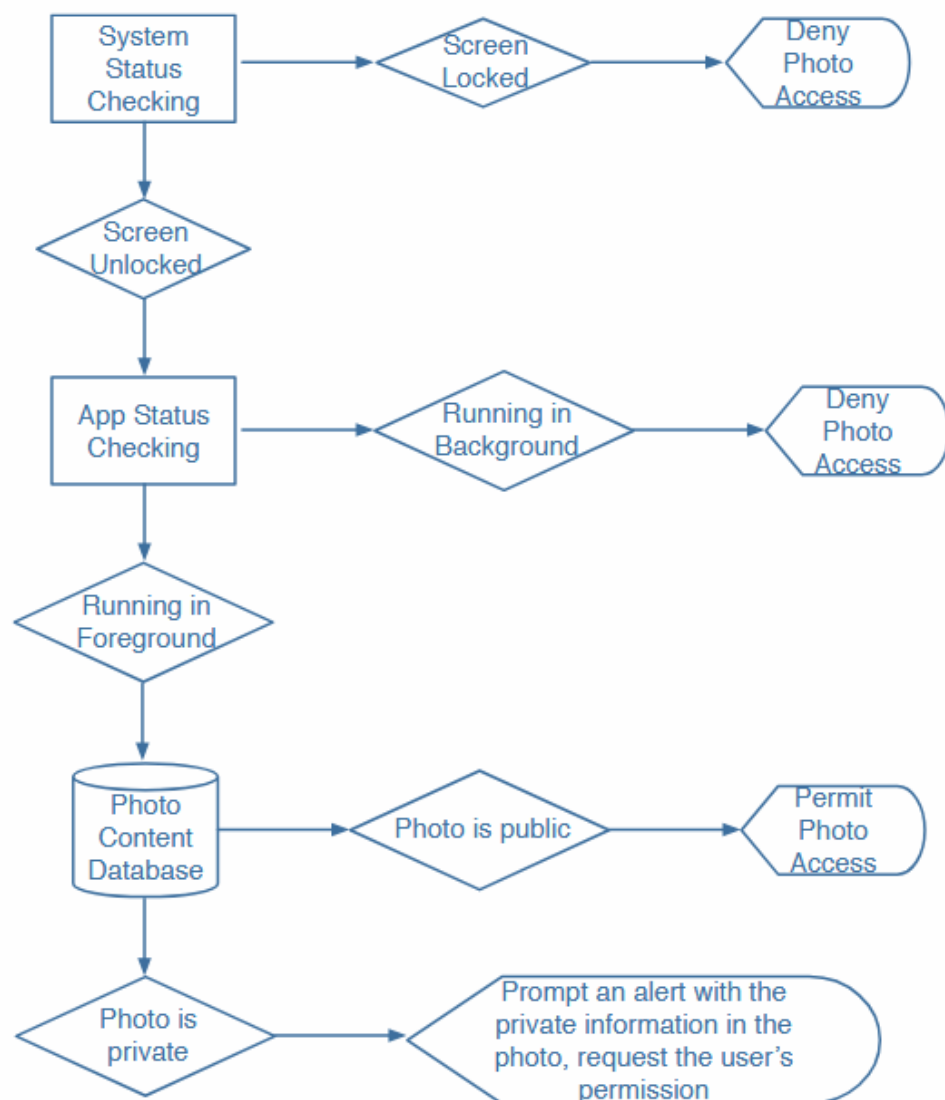 System
Status
Checking
Screen
Locked
Deny
Photo
Access
Screen
Unlocked
App Status
Checking
Running in
Background
Deny
Photo
Access
Running in
Foreground
Photo
Content
Database
Photo is public
Permit
Photo
Access
Photo is
private
Prompt an alert with the
private information in the
photo, request the user's
permission